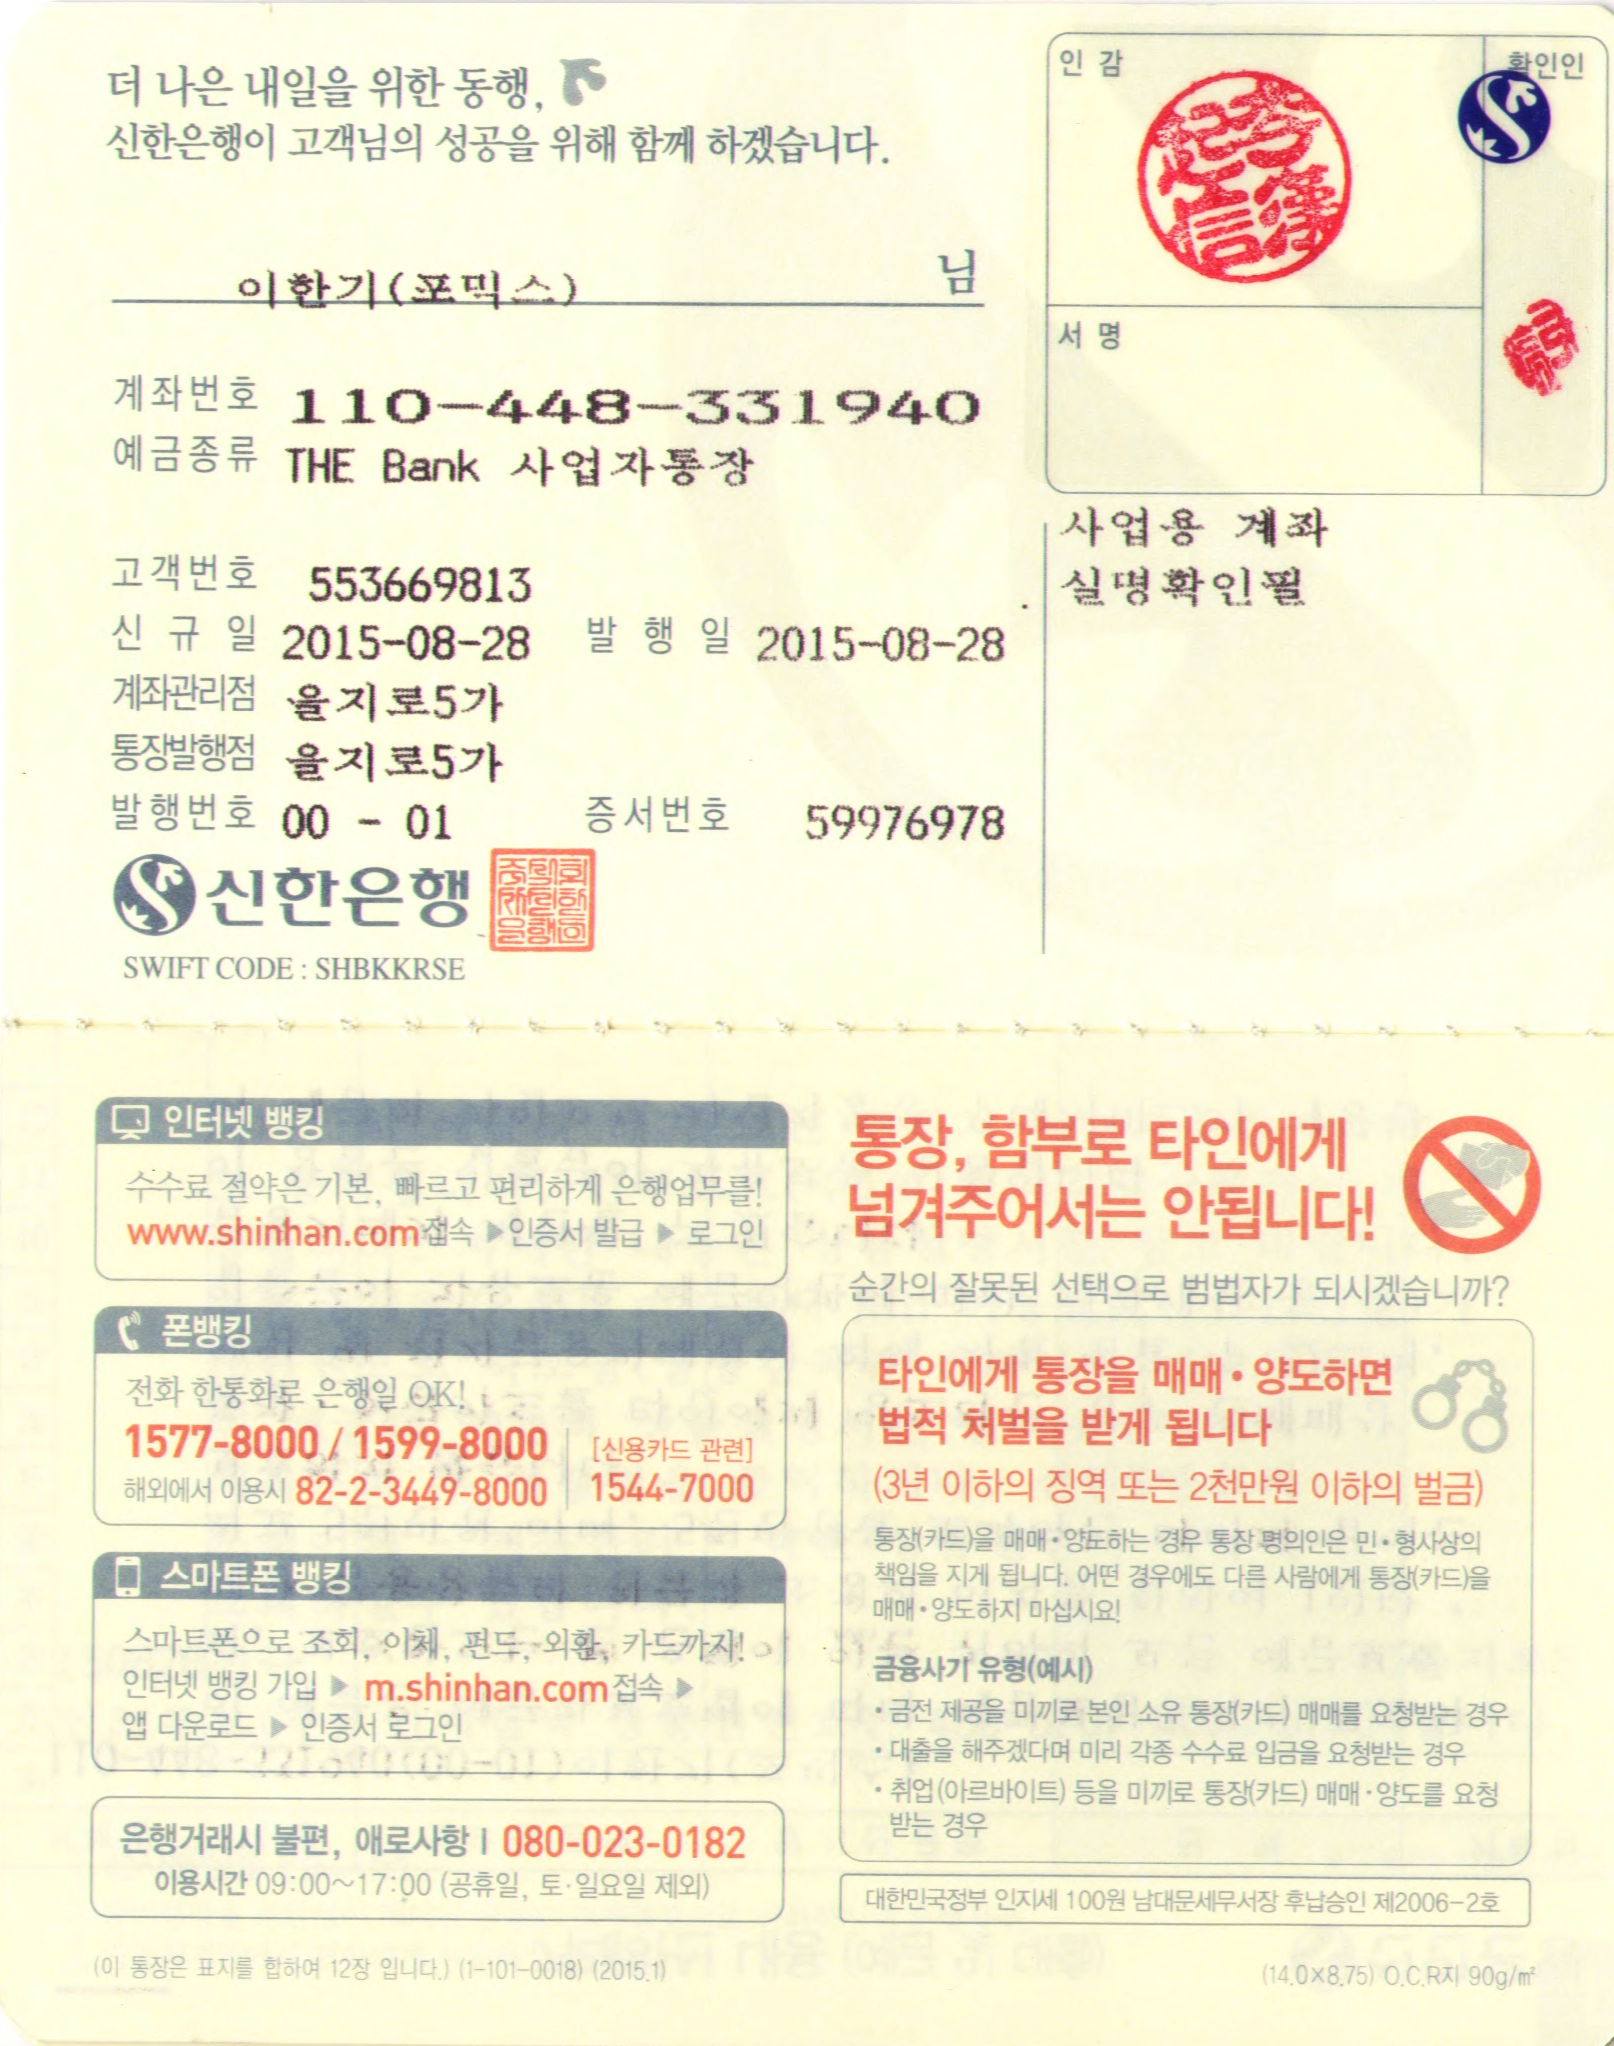 더 나은 내일을 위한 동행,
신한은행이 고객님의 성공을 위해 함께 하겠습니다.
이한기(포믹스) 님
계좌번호 110-448-331940
예금종류 THE Bank 사업자통장
고객번호 553669813
신 규 일 2015-08-28 발 행 일 2015-08-28
계좌관리점 을지로5가
통장발행점 을지로5가
발행번호 00 - 01 증서번호 59976978
신한은행
SWIFT CODE : SHBKKRSE
인 감
확인인
서 명
사업용 계좌
실명확인필
인터넷 뱅킹
수수료 절약은 기본, 빠르고 편리하게 은행업무를!
www.shinhan.com 접속 ▶ 인증서 발급 ▶ 로그인
폰뱅킹
전화 한통화로 은행일 OK!
1577-8000 / 1599-8000
해외에서 이용시 82-2-3449-8000
[신용카드 관련]
1544-7000
스마트폰 뱅킹
스마트폰으로 조회, 이체, 펀드, 외환, 카드까지!
인터넷 뱅킹 가입 ▶ m.shinhan.com 접속 ▶
앱 다운로드 ▶ 인증서 로그인
은행거래시 불편, 애로사항 | 080-023-0182
이용시간 09:00~17:00 (공휴일, 토·일요일 제외)
(이 통장은 표지를 합하여 12장 입니다.) (1-101-0018) (2015.1)
통장, 함부로 타인에게
넘겨주어서는 안됩니다!
순간의 잘못된 선택으로 범법자가 되시겠습니까?
타인에게 통장을 매매·양도하면
법적 처벌을 받게 됩니다
(3년 이하의 징역 또는 2천만원 이하의 벌금)
통장(카드)을 매매·양도하는 경우 통장 명의인은 민·형사상의
책임을 지게 됩니다. 어떤 경우에도 다른 사람에게 통장(카드)을
매매·양도하지 마십시요!
금융사기 유형(예시)
· 금전 제공을 미끼로 본인 소유 통장(카드) 매매를 요청받는 경우
· 대출을 해주겠다며 미리 각종 수수료 입금을 요청받는 경우
· 취업(아르바이트) 등을 미끼로 통장(카드) 매매·양도를 요청
받는 경우
대한민국정부 인지세 100원 남대문세무서장 후납승인 제2006-2호
(14.0×8.75) O.C.R지 90g/㎡